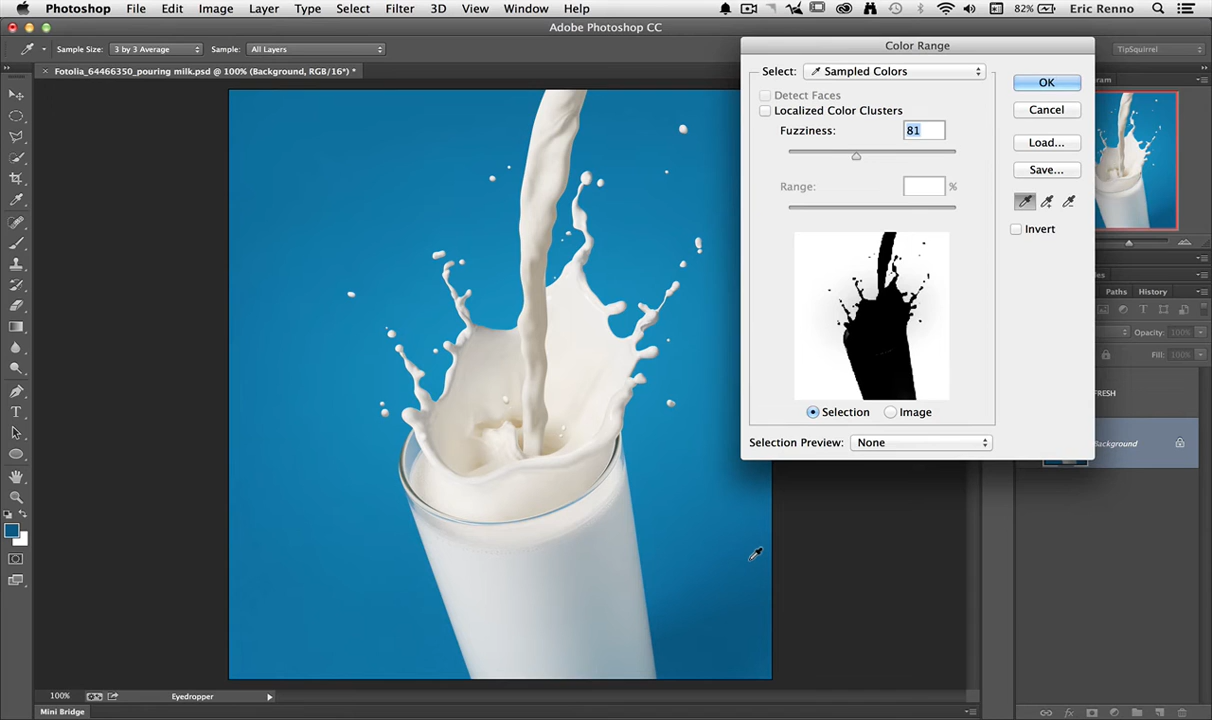 Photoshop File Edit Image Layer Type Select Filter 3D View Window Help 82% Eric Renno
Adobe Photoshop CC
Sample Size: 3 by 3 Average Sample: All Layers TipSquirrel
× Fotolia_64466350_pouring milk.psd @ 100% (Background, RGB/16*) *
Color Range
Select: Sampled Colors
Detect Faces
Localized Color Clusters
Fuzziness: 81
Range: %
Selection Image
Selection Preview: None
OK
Cancel
Load...
Save...
Invert
Paths History
Opacity: 100%
Fill: 100%
Background
100% Eyedropper
Mini Bridge